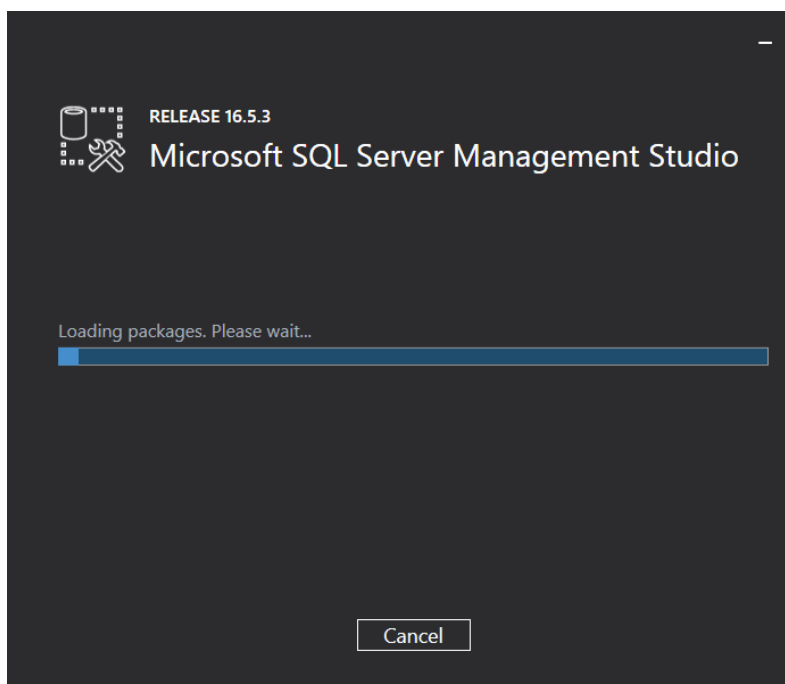 RELEASE 16.5.3
Microsoft SQL Server Management Studio
Loading packages. Please wait...
Cancel